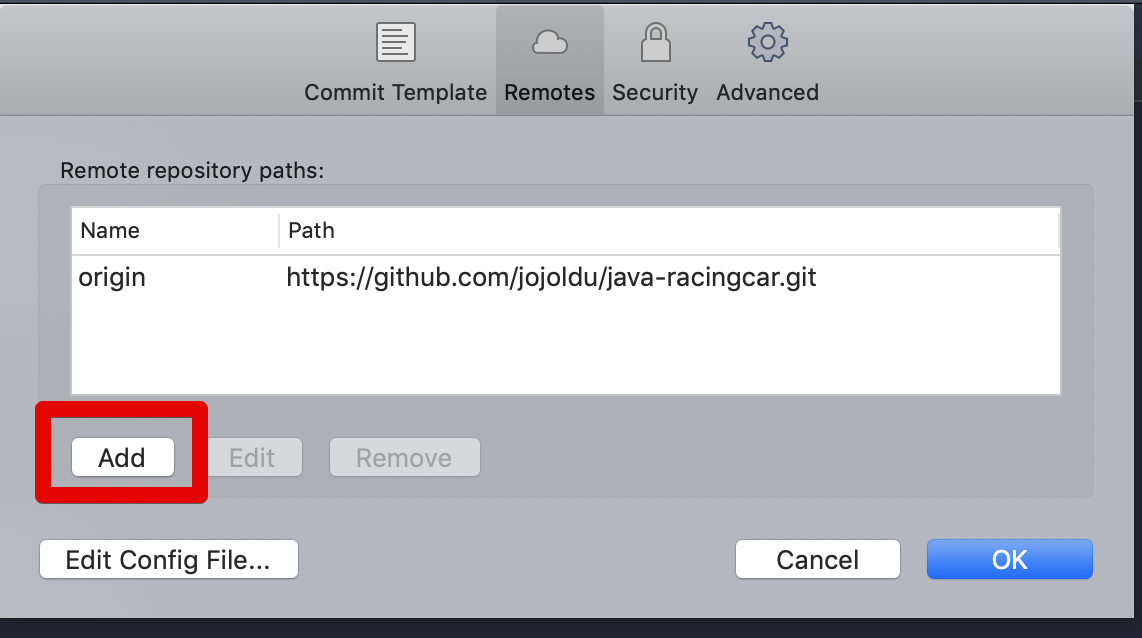 Commit Template Remotes Security Advanced
Remote repository paths:
Name Path
origin https://github.com/jojoldu/java-racingcar.git
Add Edit Remove
Edit Config File... Cancel OK